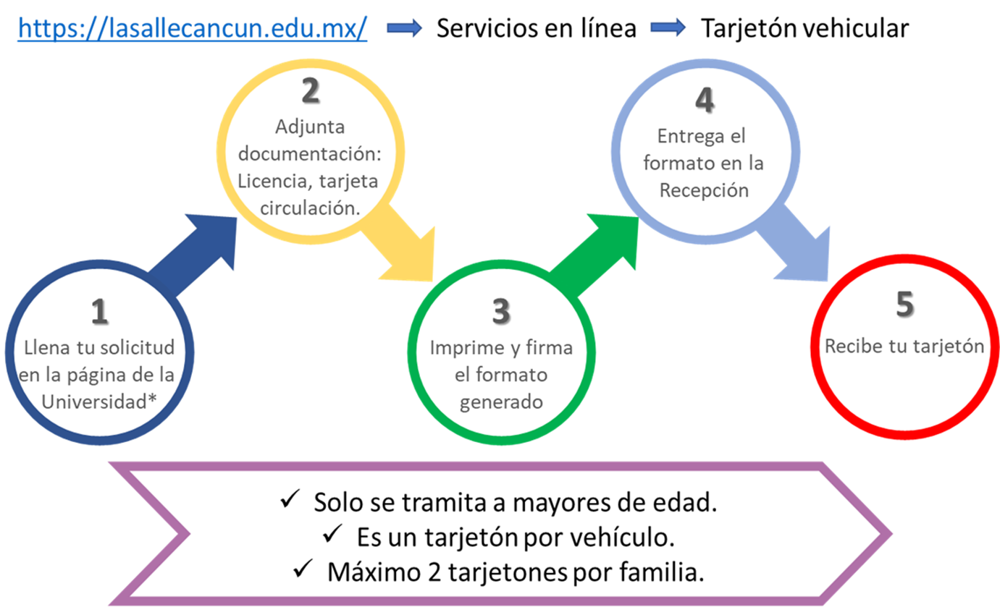 https://lasallecancun.edu.mx/ Servicios en línea Tarjetón vehicular
1
Llena tu solicitud
en la página de la
Universidad*
2
Adjunta
documentación:
Licencia, tarjeta
circulación.
3
Imprime y firma
el formato
generado
4
Entrega el
formato en la
Recepción
5
Recibe tu tarjetón
✓ Solo se tramita a mayores de edad.
✓ Es un tarjetón por vehículo.
✓ Máximo 2 tarjetones por familia.